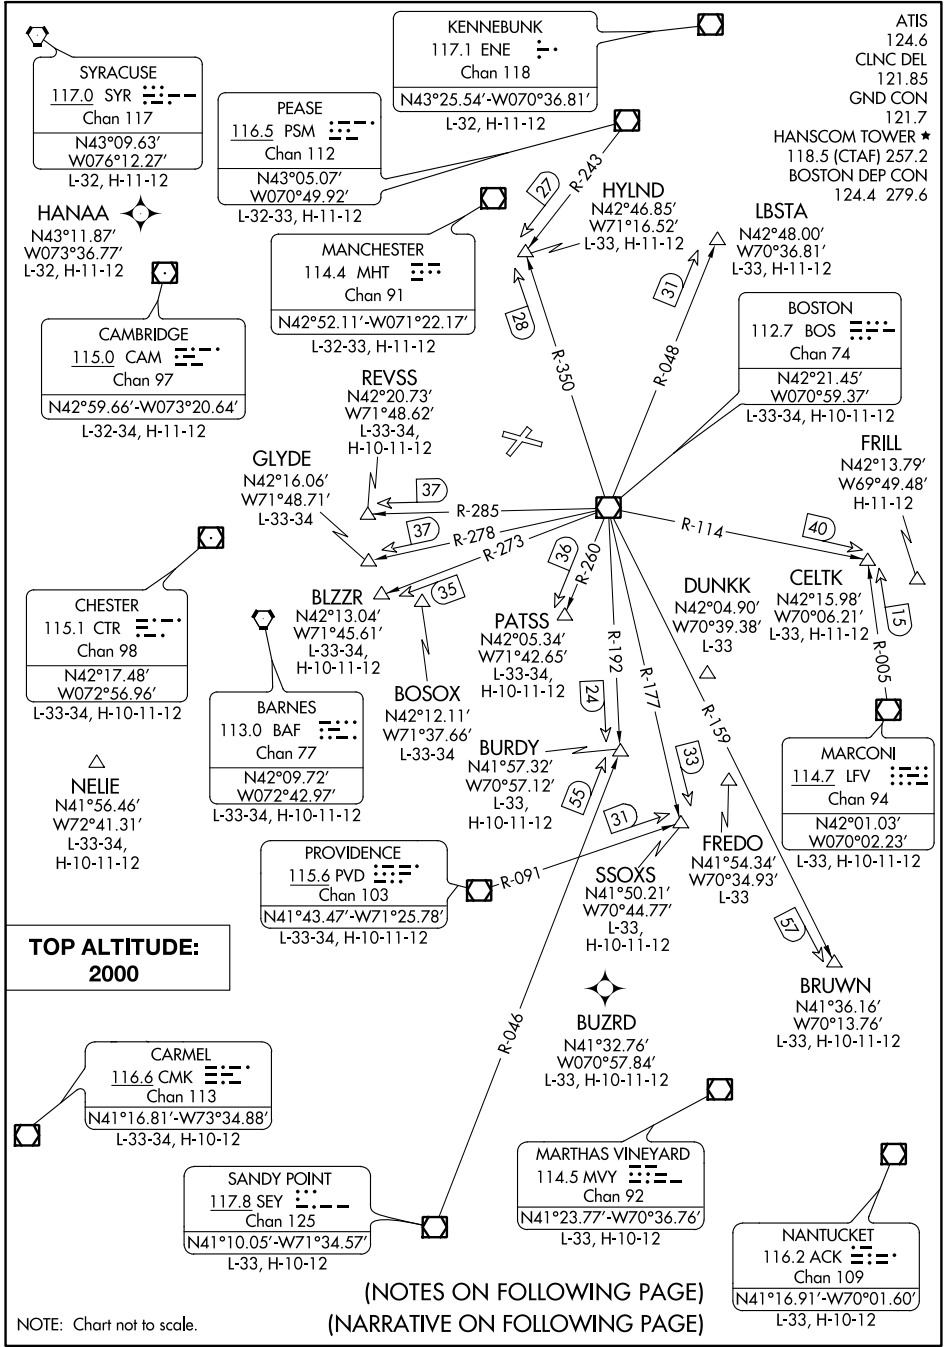 ATIS
124.6
CLNC DEL
121.85
GND CON
121.7
HANSCOM TOWER ★
118.5 (CTAF) 257.2
BOSTON DEP CON
124.4 279.6
KENNEBUNK
117.1 ENE
Chan 118
N43°25.54′-W070°36.81′
L-32, H-11-12
SYRACUSE
117.0 SYR
Chan 117
N43°09.63′
W076°12.27′
L-32, H-11-12
PEASE
116.5 PSM
Chan 112
N43°05.07′
W070°49.92′
L-32-33, H-11-12
HANAA
N43°11.87′
W073°36.77′
L-32, H-11-12
MANCHESTER
114.4 MHT
Chan 91
N42°52.11′-W071°22.17′
L-32-33, H-11-12
R-243
27
HYLND
N42°46.85′
W71°16.52′
L-33, H-11-12
LBSTA
N42°48.00′
W70°36.81′
L-33, H-11-12
28
31
R-350
R-048
CAMBRIDGE
115.0 CAM
Chan 97
N42°59.66′-W073°20.64′
L-32-34, H-11-12
BOSTON
112.7 BOS
Chan 74
N42°21.45′
W070°59.37′
L-33-34, H-10-11-12
REVSS
N42°20.73′
W71°48.62′
L-33-34,
H-10-11-12
GLYDE
N42°16.06′
W71°48.71′
L-33-34
FRILL
N42°13.79′
W69°49.48′
H-11-12
37
R-285
37
R-278
R-273
35
36
R-260
R-114
40
CHESTER
115.1 CTR
Chan 98
N42°17.48′
W072°56.96′
L-33-34, H-10-11-12
BLZZR
N42°13.04′
W71°45.61′
L-33-34,
H-10-11-12
BOSOX
N42°12.11′
W71°37.66′
L-33-34
PATSS
N42°05.34′
W71°42.65′
L-33-34,
H-10-11-12
DUNKK
N42°04.90′
W70°39.38′
L-33
CELTK
N42°15.98′
W70°06.21′
L-33, H-11-12
15
R-005
R-192
R-177
R-159
24
33
55
31
BARNES
113.0 BAF
Chan 77
N42°09.72′
W072°42.97′
L-33-34, H-10-11-12
BURDY
N41°57.32′
W70°57.12′
L-33,
H-10-11-12
MARCONI
114.7 LFV
Chan 94
N42°01.03′
W070°02.23′
L-33, H-10-11-12
NELIE
N41°56.46′
W72°41.31′
L-33-34,
H-10-11-12
PROVIDENCE
115.6 PVD
Chan 103
N41°43.47′-W71°25.78′
L-33-34, H-10-11-12
R-091
SSOXS
N41°50.21′
W70°44.77′
L-33,
H-10-11-12
FREDO
N41°54.34′
W70°34.93′
L-33
57
BRUWN
N41°36.16′
W70°13.76′
L-33, H-10-11-12
TOP ALTITUDE:
2000
BUZRD
N41°32.76′
W070°57.84′
L-33, H-10-11-12
R-046
CARMEL
116.6 CMK
Chan 113
N41°16.81′-W73°34.88′
L-33-34, H-10-12
SANDY POINT
117.8 SEY
Chan 125
N41°10.05′-W71°34.57′
L-33, H-10-12
MARTHAS VINEYARD
114.5 MVY
Chan 92
N41°23.77′-W70°36.76′
L-33, H-10-12
NANTUCKET
116.2 ACK
Chan 109
N41°16.91′-W70°01.60′
L-33, H-10-12
(NOTES ON FOLLOWING PAGE)
(NARRATIVE ON FOLLOWING PAGE)
NOTE: Chart not to scale.